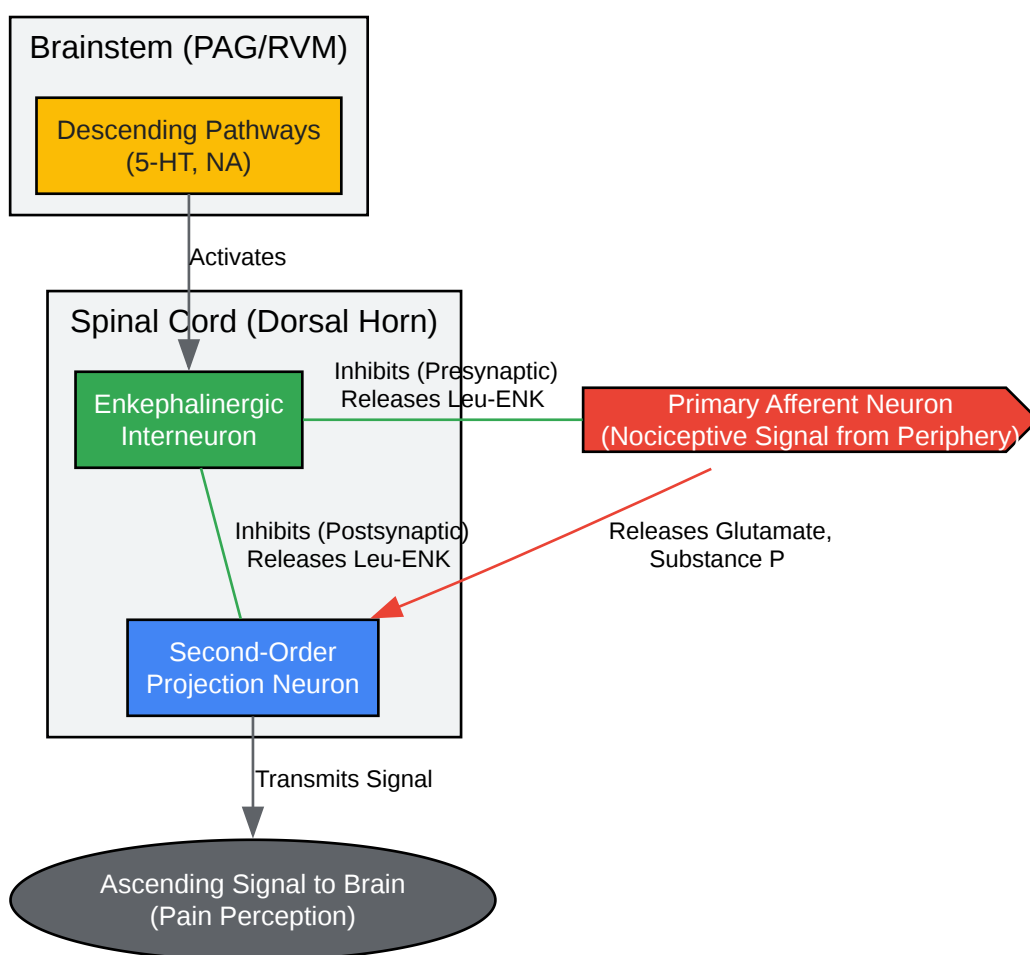 Brainstem (PAG/RVM)
Descending Pathways
(5-HT, NA)
Activates
Spinal Cord (Dorsal Horn)
Enkephalinergic
Interneuron
Inhibits (Presynaptic)
Releases Leu-ENK
Primary Afferent Neuron
(Nociceptive Signal from Periphery)
Inhibits (Postsynaptic)
Releases Leu-ENK
Releases Glutamate,
Substance P
Second-Order
Projection Neuron
Transmits Signal
Ascending Signal to Brain
(Pain Perception)